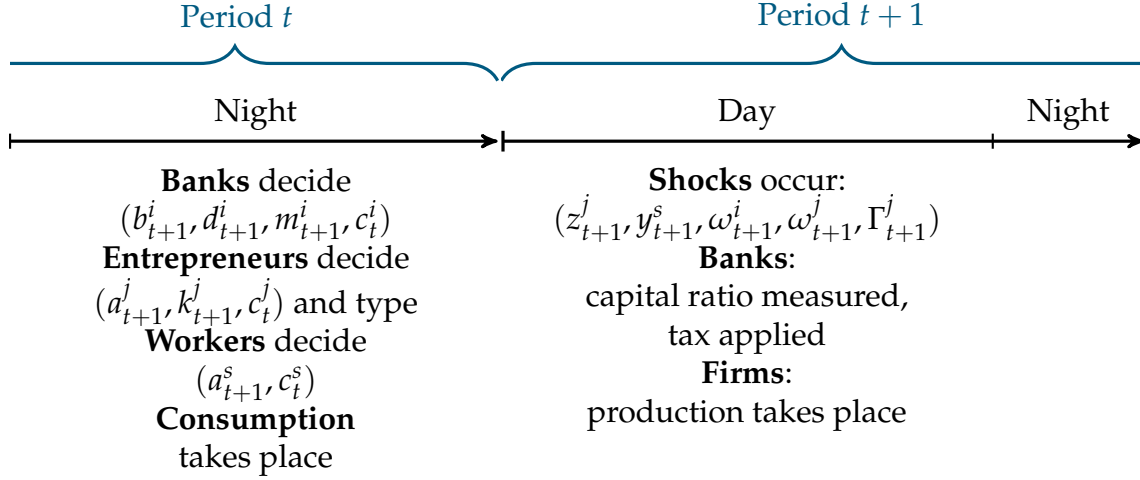 Period t
Period t + 1
Night
Day
Night
Banks decide
(b^i_{t+1}, d^i_{t+1}, m^i_{t+1}, c^i_t)
Entrepreneurs decide
(a^j_{t+1}, k^j_{t+1}, c^j_t) and type
Workers decide
(a^s_{t+1}, c^s_t)
Consumption
takes place
Shocks occur:
(z^j_{t+1}, y^s_{t+1}, ω^i_{t+1}, ω^j_{t+1}, Γ^j_{t+1})
Banks:
capital ratio measured,
tax applied
Firms:
production takes place